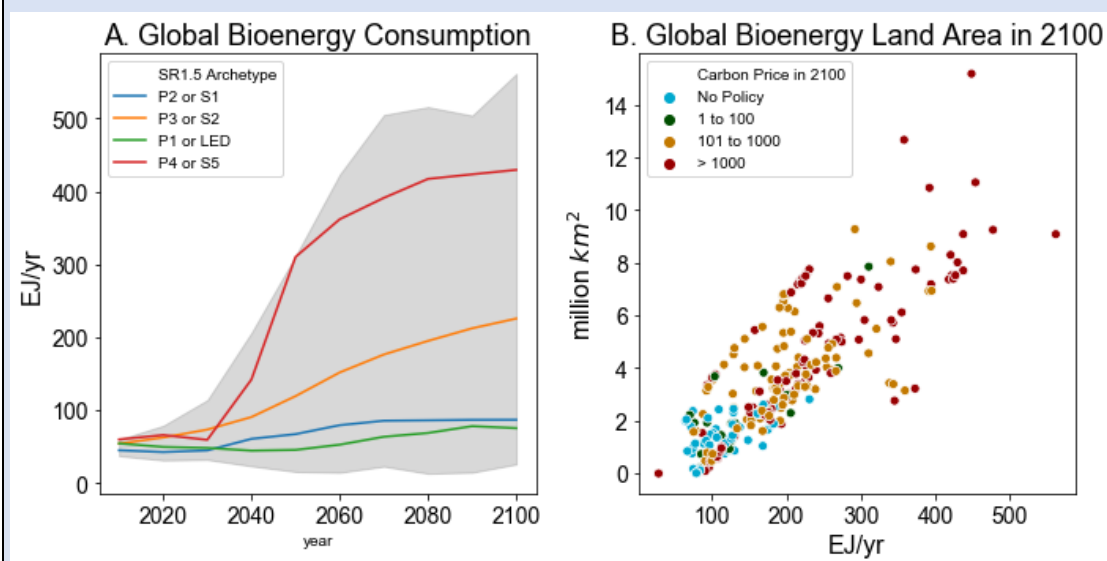 A. Global Bioenergy Consumption
SR1.5 Archetype
P2 or S1
P3 or S2
P1 or LED
P4 or S5
EJ/yr
500
400
300
200
100
0
2020 2040 2060 2080 2100
year
B. Global Bioenergy Land Area in 2100
Carbon Price in 2100
No Policy
1 to 100
101 to 1000
> 1000
million km²
14
12
10
8
6
4
2
0
100 200 300 400 500
EJ/yr